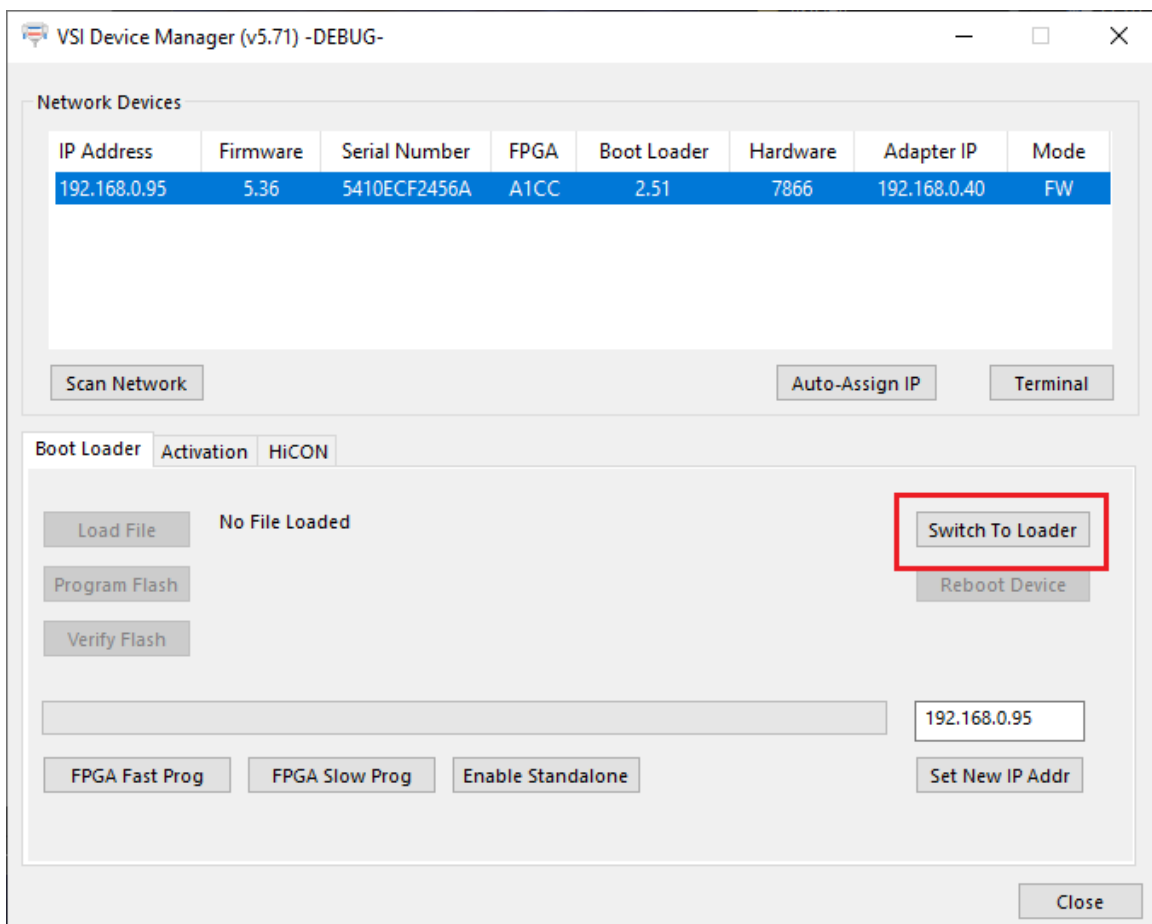 VSI Device Manager (v5.71) -DEBUG-
Network Devices
IP Address Firmware Serial Number FPGA Boot Loader Hardware Adapter IP Mode
192.168.0.95 5.36 5410ECF2456A A1CC 2.51 7866 192.168.0.40 FW
Scan Network Auto-Assign IP Terminal
Boot Loader Activation HiCON
Load File No File Loaded Switch To Loader
Program Flash Reboot Device
Verify Flash
192.168.0.95
FPGA Fast Prog FPGA Slow Prog Enable Standalone Set New IP Addr
Close